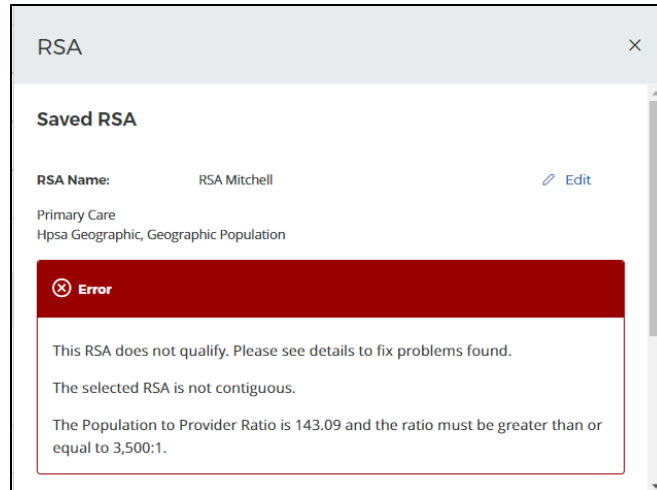 RSA
Saved RSA
RSA Name: RSA Mitchell Edit
Primary Care
Hpsa Geographic, Geographic Population
Error
This RSA does not qualify. Please see details to fix problems found.
The selected RSA is not contiguous.
The Population to Provider Ratio is 143.09 and the ratio must be greater than or
equal to 3,500:1.